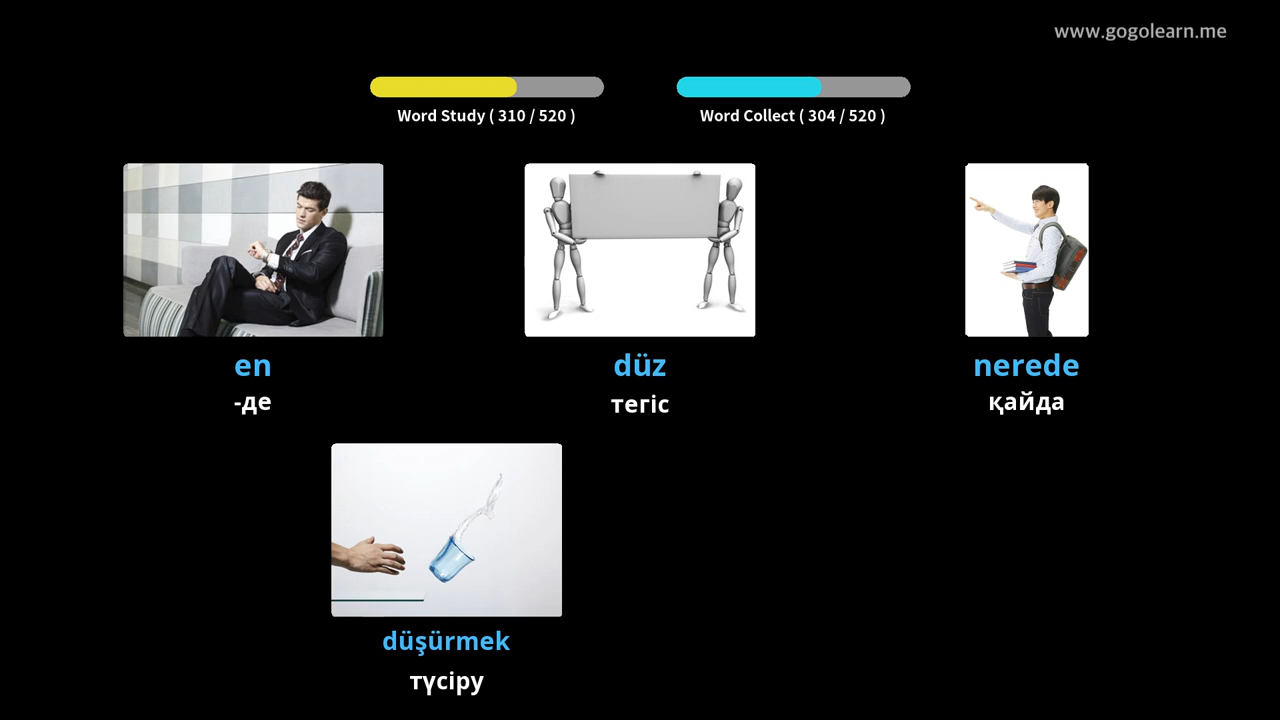 www.gogolearn.me
Word Study ( 310 / 520 )
Word Collect ( 304 / 520 )
en
-де
düz
тегіс
nerede
қайда
düşürmek
түсіру